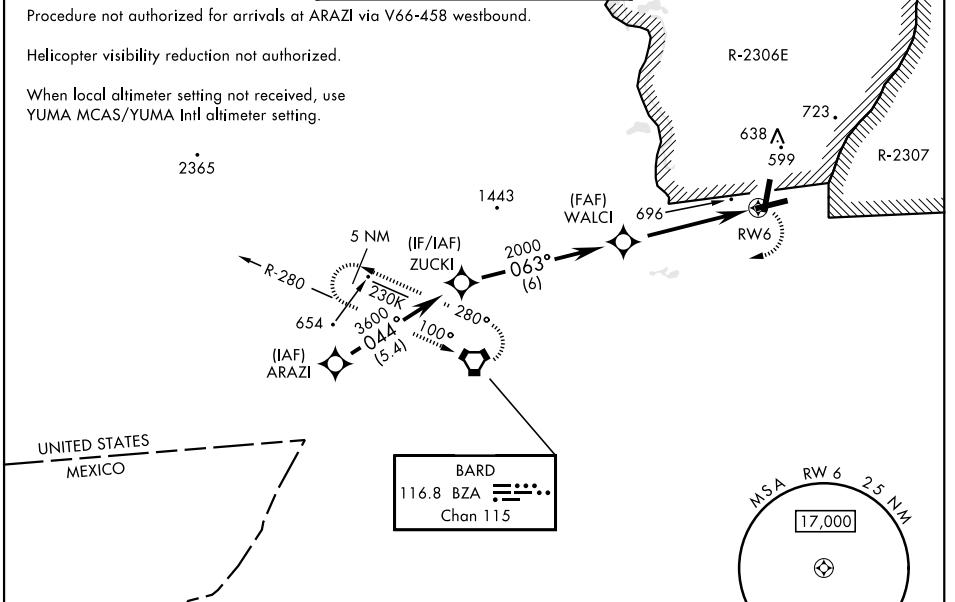 Procedure not authorized for arrivals at ARAZI via V66-458 westbound.
Helicopter visibility reduction not authorized.
When local altimeter setting not received, use
YUMA MCAS/YUMA Intl altimeter setting.
R-2306E
723
638
599
R-2307
2365
1443
(FAF)
WALCI
696
RW6
5 NM
(IF/IAF)
ZUCKI
2000
063°
(6)
R-280
230K
280°
654
3600
044°
(5.4)
100°
(IAF)
ARAZI
UNITED STATES
MEXICO
BARD
116.8 BZA
Chan 115
MSA RW 6 25 NM
17,000